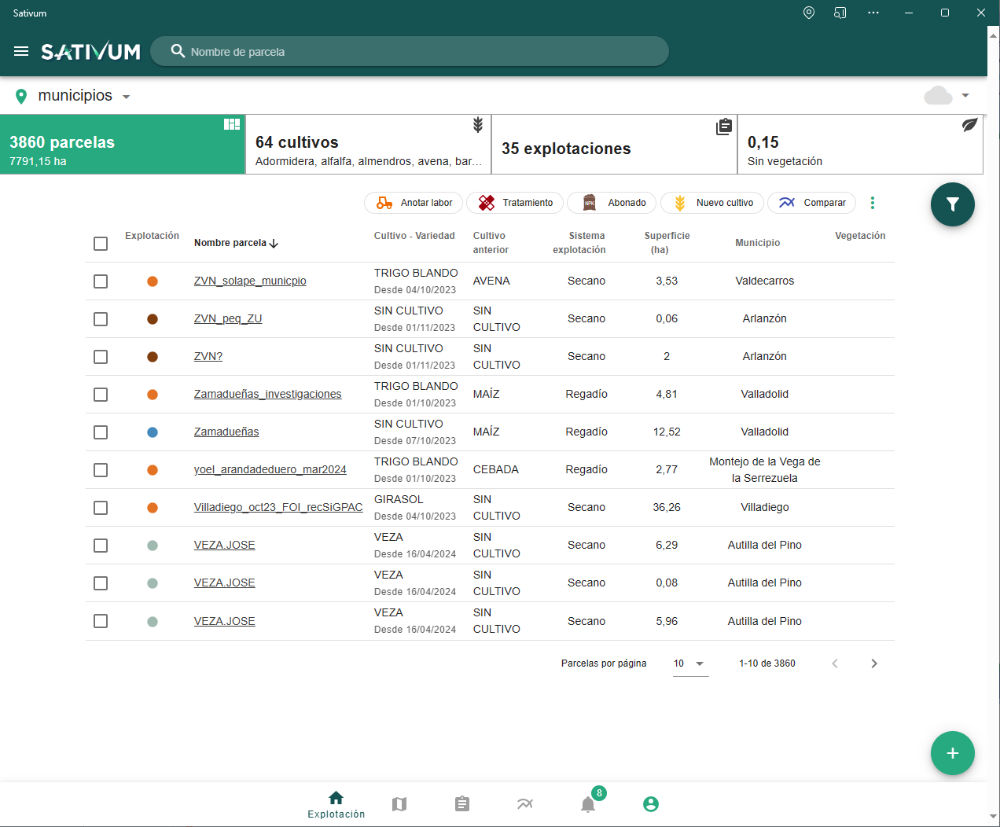 Sativum
SATIVUM
Nombre de parcela
municipios
3860 parcelas
7791,15 ha
64 cultivos
Adormidera, alfalfa, almendros, avena, bar...
35 explotaciones
0,15
Sin vegetación
Anotar labor
Tratamiento
NPK
Abonado
Nuevo cultivo
Comparar
Explotación Nombre parcela Cultivo - Variedad Cultivo anterior Sistema explotación Superficie (ha) Municipio Vegetación
ZVN_solape_municpio TRIGO BLANDO AVENA Secano 3,53 Valdecarros
Desde 04/10/2023
ZVN_peq_ZU SIN CULTIVO SIN CULTIVO Secano 0,06 Arlanzón
Desde 01/11/2023
ZVN? SIN CULTIVO SIN CULTIVO Secano 2 Arlanzón
Desde 01/11/2023
Zamadueñas_investigaciones TRIGO BLANDO MAÍZ Regadío 4,81 Valladolid
Desde 01/10/2023
Zamadueñas SIN CULTIVO MAÍZ Regadío 12,52 Valladolid
Desde 07/10/2023
yoel_arandadeduero_mar2024 TRIGO BLANDO CEBADA Regadío 2,77 Montejo de la Vega de la Serrezuela
Desde 01/10/2023
Villadiego_oct23_FOI_recSiGPAC GIRASOL SIN CULTIVO Secano 36,26 Villadiego
Desde 04/10/2023
VEZA.JOSE VEZA SIN CULTIVO Secano 6,29 Autilla del Pino
Desde 16/04/2024
VEZA.JOSE VEZA SIN CULTIVO Secano 0,08 Autilla del Pino
Desde 16/04/2024
VEZA.JOSE VEZA SIN CULTIVO Secano 5,96 Autilla del Pino
Desde 16/04/2024
Parcelas por página 10 1-10 de 3860
8
Explotación